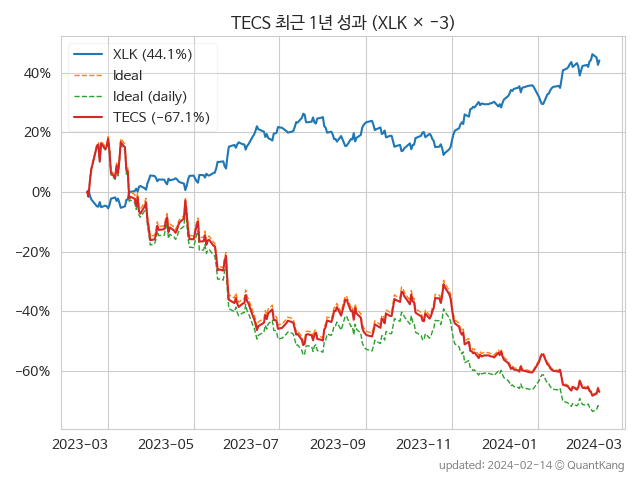 TECS 최근 1년 성과 (XLK × −3)
XLK (44.1%)
Ideal
Ideal (daily)
TECS (−67.1%)
40%
20%
0%
−20%
−40%
−60%
2023-03 2023-05 2023-07 2023-09 2023-11 2024-01 2024-03
updated: 2024-02-14 © QuantKang